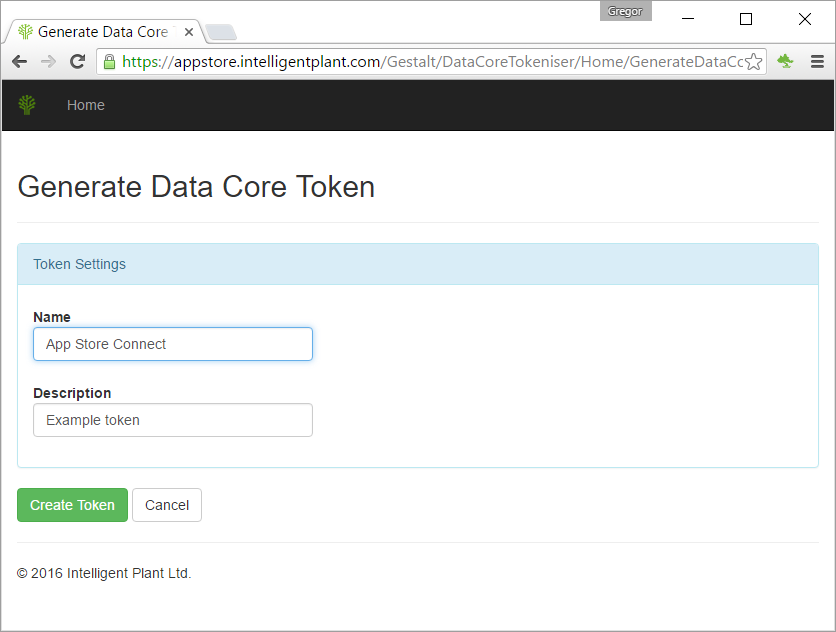 Gregor
Generate Data Core
https://appstore.intelligentplant.com/Gestalt/DataCoreTokeniser/Home/GenerateDataCo
Home
Generate Data Core Token
Token Settings
Name
App Store Connect
Description
Example token
Create Token Cancel
© 2016 Intelligent Plant Ltd.